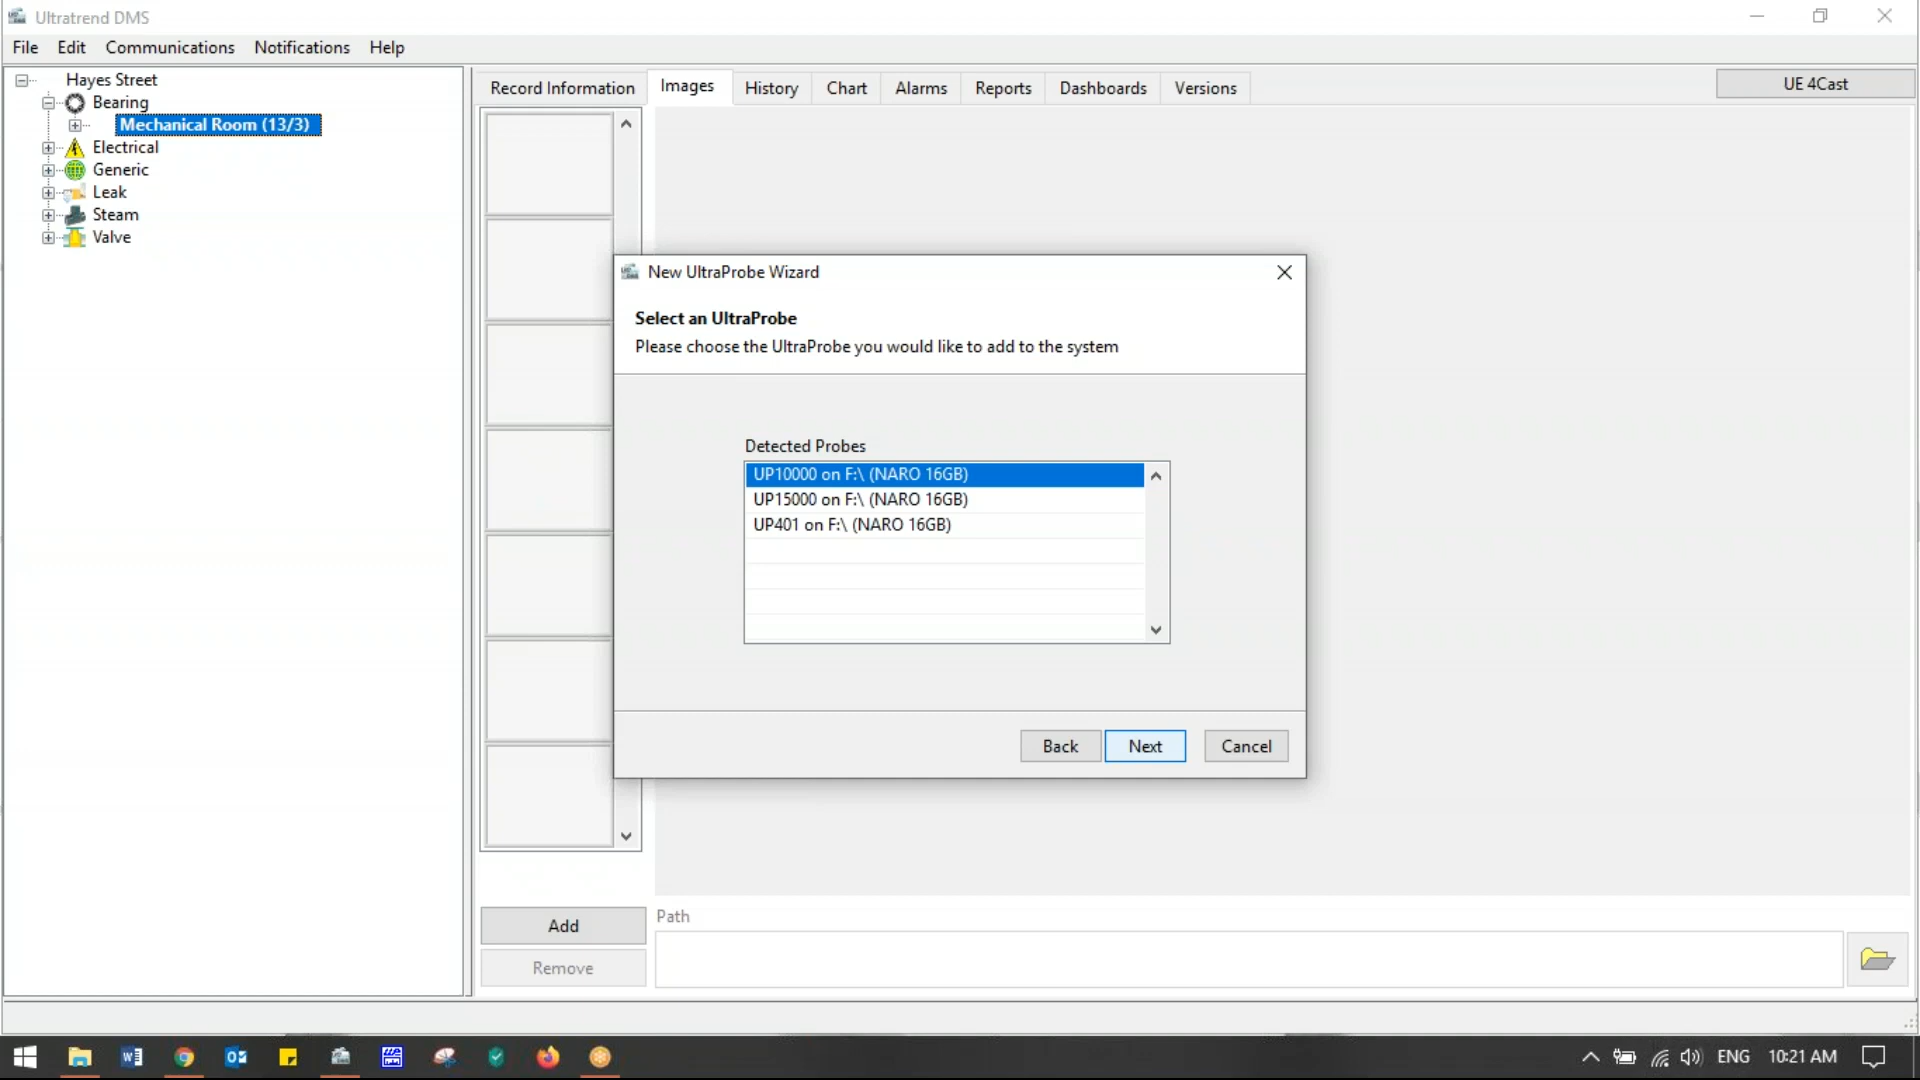 Ultratrend DMS
File Edit Communications Notifications Help
Hayes Street
Bearing
Mechanical Room (13/3)
Electrical
Generic
Leak
Steam
Valve
Record Information Images History Chart Alarms Reports Dashboards Versions
UE 4Cast
New UltraProbe Wizard
Select an UltraProbe
Please choose the UltraProbe you would like to add to the system
Detected Probes
UP10000 on F:\ (NARO 16GB)
UP15000 on F:\ (NARO 16GB)
UP401 on F:\ (NARO 16GB)
Back Next Cancel
Add
Remove
Path
ENG 10:21 AM